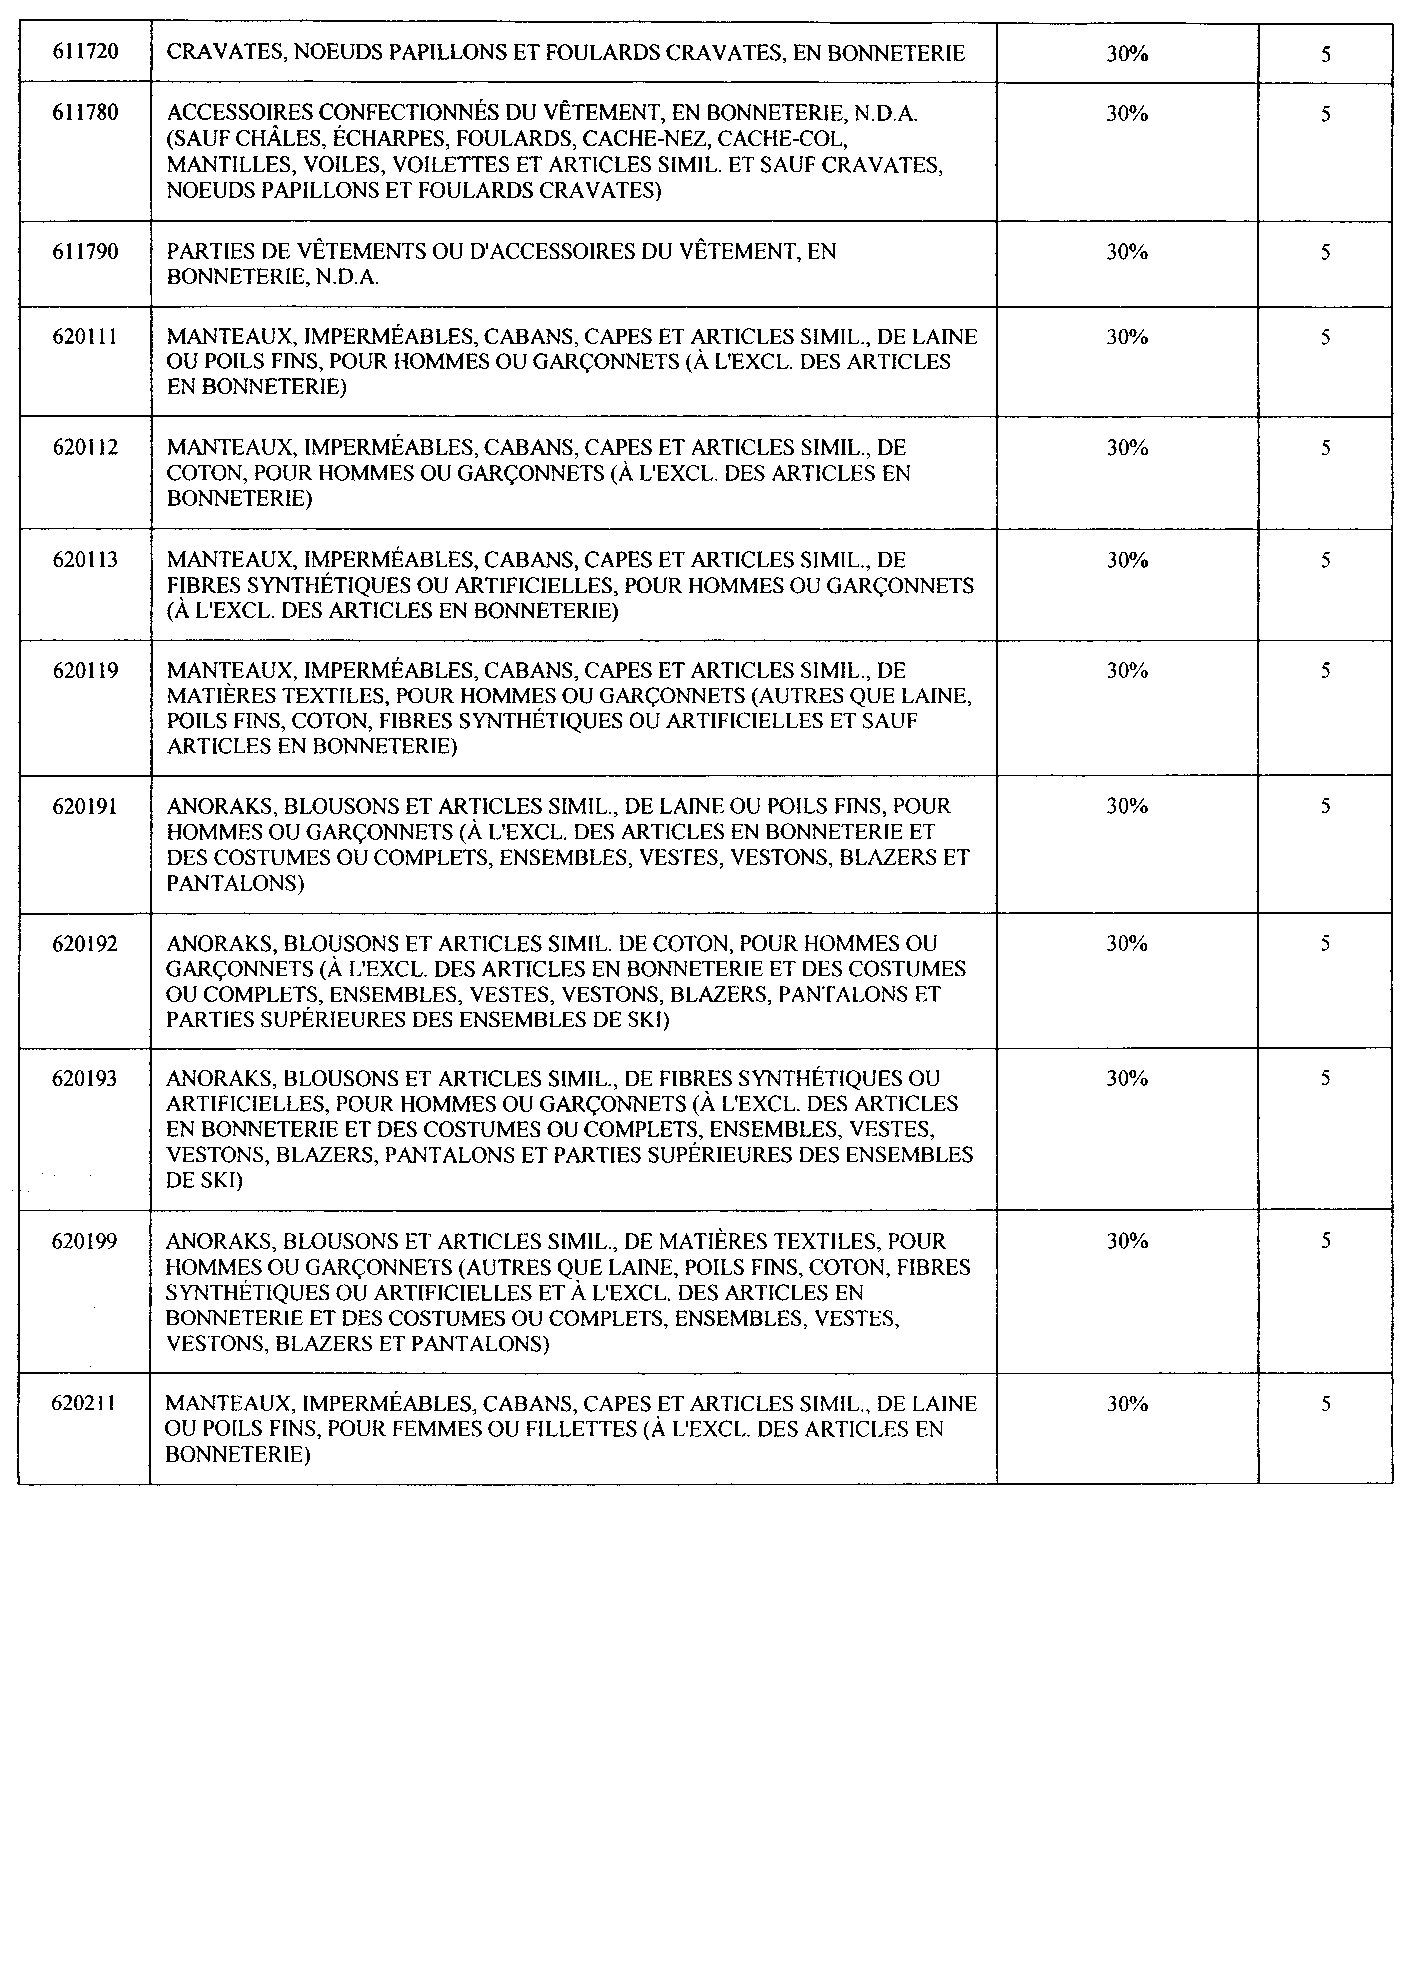 611720 CRAVATES, NOEUDS PAPILLONS ET FOULARDS CRAVATES, EN BONNETERIE 30% 5
611780 ACCESSOIRES CONFECTIONNÉS DU VÊTEMENT, EN BONNETERIE, N.D.A. 30% 5
(SAUF CHÂLES, ÉCHARPES, FOULARDS, CACHE-NEZ, CACHE-COL,
MANTILLES, VOILES, VOILETTES ET ARTICLES SIMIL. ET SAUF CRAVATES,
NOEUDS PAPILLONS ET FOULARDS CRAVATES)
611790 PARTIES DE VÊTEMENTS OU D'ACCESSOIRES DU VÊTEMENT, EN 30% 5
BONNETERIE, N.D.A.
620111 MANTEAUX, IMPERMÉABLES, CABANS, CAPES ET ARTICLES SIMIL., DE LAINE 30% 5
OU POILS FINS, POUR HOMMES OU GARÇONNETS (À L'EXCL. DES ARTICLES
EN BONNETERIE)
620112 MANTEAUX, IMPERMÉABLES, CABANS, CAPES ET ARTICLES SIMIL., DE 30% 5
COTON, POUR HOMMES OU GARÇONNETS (À L'EXCL. DES ARTICLES EN
BONNETERIE)
620113 MANTEAUX, IMPERMÉABLES, CABANS, CAPES ET ARTICLES SIMIL., DE 30% 5
FIBRES SYNTHÉTIQUES OU ARTIFICIELLES, POUR HOMMES OU GARÇONNETS
(À L'EXCL. DES ARTICLES EN BONNETERIE)
620119 MANTEAUX, IMPERMÉABLES, CABANS, CAPES ET ARTICLES SIMIL., DE 30% 5
MATIÈRES TEXTILES, POUR HOMMES OU GARÇONNETS (AUTRES QUE LAINE,
POILS FINS, COTON, FIBRES SYNTHÉTIQUES OU ARTIFICIELLES ET SAUF
ARTICLES EN BONNETERIE)
620191 ANORAKS, BLOUSONS ET ARTICLES SIMIL., DE LAINE OU POILS FINS, POUR 30% 5
HOMMES OU GARÇONNETS (À L'EXCL. DES ARTICLES EN BONNETERIE ET
DES COSTUMES OU COMPLETS, ENSEMBLES, VESTES, VESTONS, BLAZERS ET
PANTALONS)
620192 ANORAKS, BLOUSONS ET ARTICLES SIMIL. DE COTON, POUR HOMMES OU 30% 5
GARÇONNETS (À L'EXCL. DES ARTICLES EN BONNETERIE ET DES COSTUMES
OU COMPLETS, ENSEMBLES, VESTES, VESTONS, BLAZERS, PANTALONS ET
PARTIES SUPÉRIEURES DES ENSEMBLES DE SKI)
620193 ANORAKS, BLOUSONS ET ARTICLES SIMIL., DE FIBRES SYNTHÉTIQUES OU 30% 5
ARTIFICIELLES, POUR HOMMES OU GARÇONNETS (À L'EXCL. DES ARTICLES
EN BONNETERIE ET DES COSTUMES OU COMPLETS, ENSEMBLES, VESTES,
VESTONS, BLAZERS, PANTALONS ET PARTIES SUPÉRIEURES DES ENSEMBLES
DE SKI)
620199 ANORAKS, BLOUSONS ET ARTICLES SIMIL., DE MATIÈRES TEXTILES, POUR 30% 5
HOMMES OU GARÇONNETS (AUTRES QUE LAINE, POILS FINS, COTON, FIBRES
SYNTHÉTIQUES OU ARTIFICIELLES ET À L'EXCL. DES ARTICLES EN
BONNETERIE ET DES COSTUMES OU COMPLETS, ENSEMBLES, VESTES,
VESTONS, BLAZERS ET PANTALONS)
620211 MANTEAUX, IMPERMÉABLES, CABANS, CAPES ET ARTICLES SIMIL., DE LAINE 30% 5
OU POILS FINS, POUR FEMMES OU FILLETTES (À L'EXCL. DES ARTICLES EN
BONNETERIE)